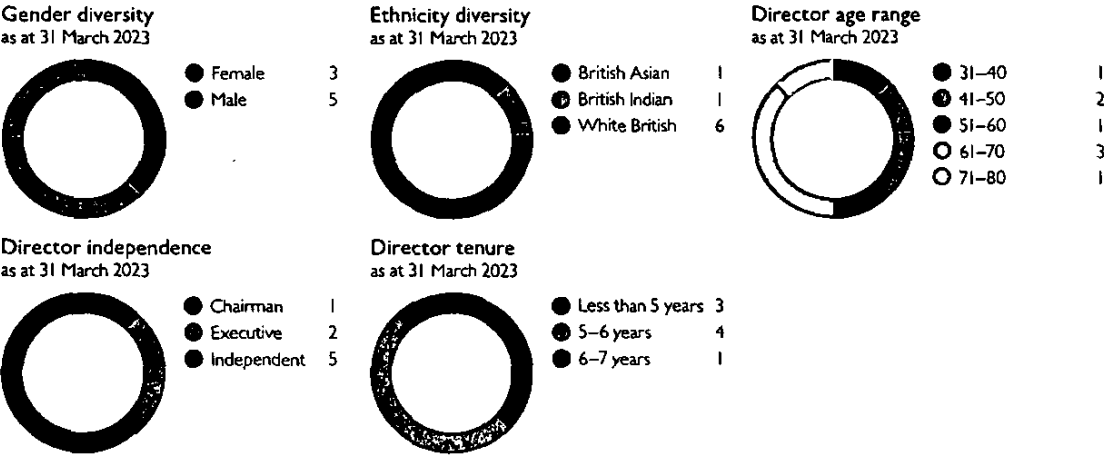 Gender diversity
as at 31 March 2023
Female 3
Male 5
Ethnicity diversity
as at 31 March 2023
British Asian 1
British Indian 1
White British 6
Director age range
as at 31 March 2023
31–40 1
41–50 2
51–60 1
61–70 3
71–80 1
Director independence
as at 31 March 2023
Chairman 1
Executive 2
Independent 5
Director tenure
as at 31 March 2023
Less than 5 years 3
5–6 years 4
6–7 years 1